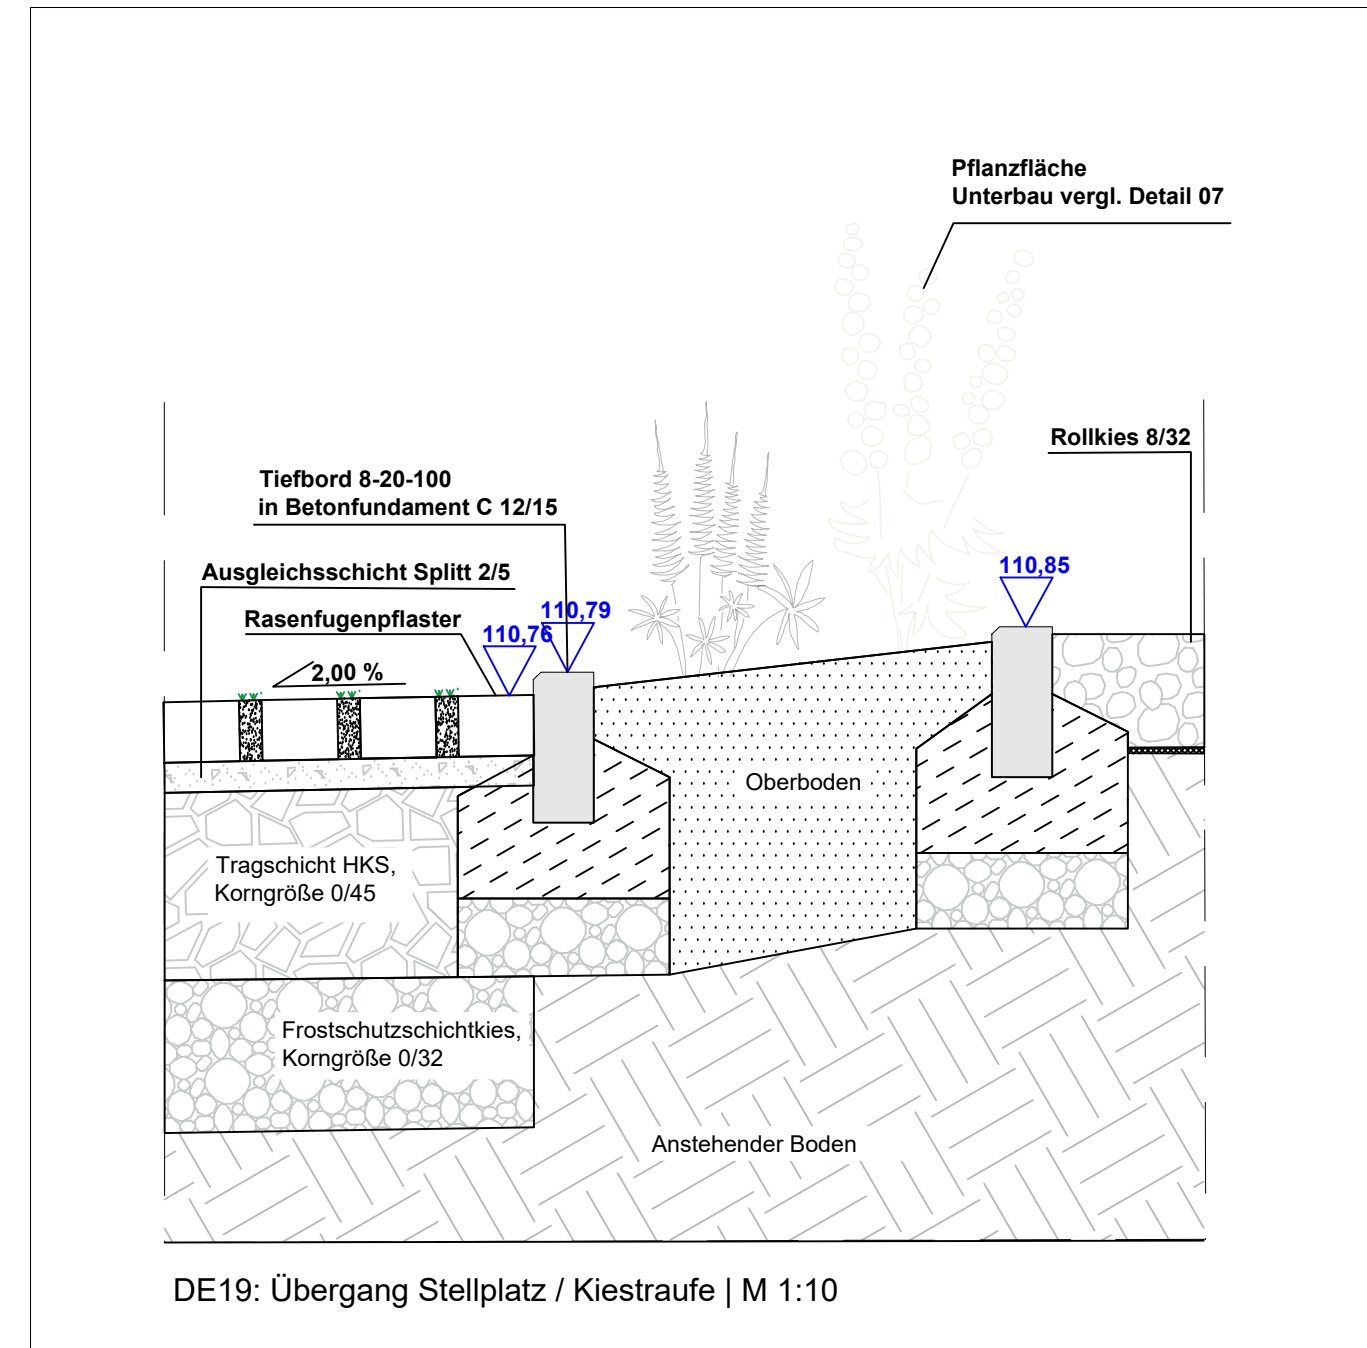 Pflanzfläche
Unterbau vergl. Detail 07
Rollkies 8/32
Tiefbord 8-20-100
in Betonfundament C 12/15
110,85
Ausgleichsschicht Splitt 2/5
110,79
Rasenfugenpflaster
110,76
2,00 %
Oberboden
Tragschicht HKS,
Korngröße 0/45
Frostschutzschichtkies,
Korngröße 0/32
Anstehender Boden
DE19: Übergang Stellplatz / Kiestraufe | M 1:10